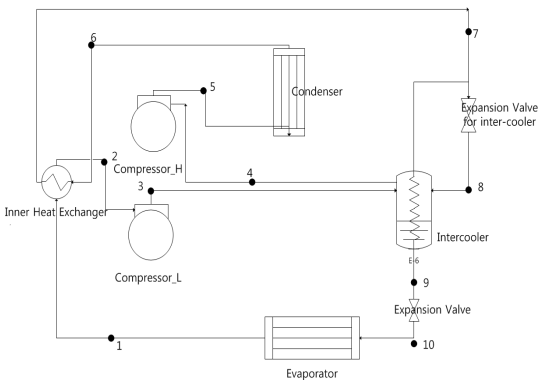 6
7
5
Condenser
Expansion Valve
for inter-cooler
2
Compressor_H
4
3
8
Inner Heat Exchanger
Intercooler
E-6
Compressor_L
9
Expansion Valve
1
10
Evaporator